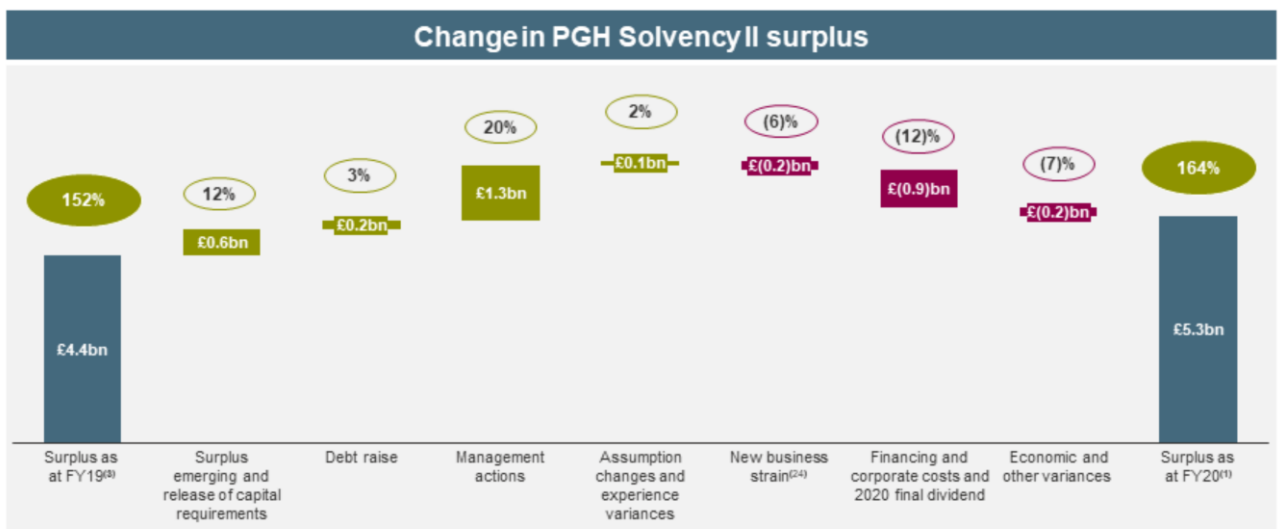 Change in PGH Solvency II surplus
152%
12%
3%
20%
2%
(6)%
(12)%
(7)%
164%
£4.4bn
£0.6bn
£0.2bn
£1.3bn
£0.1bn
£(0.2)bn
£(0.9)bn
£(0.2)bn
£5.3bn
Surplus as
at FY19(3)
Surplus
emerging and
release of capital
requirements
Debt raise
Management
actions
Assumption
changes and
experience
variances
New business
strain(24)
Financing and
corporate costs and
2020 final dividend
Economic and
other variances
Surplus as
at FY20(1)